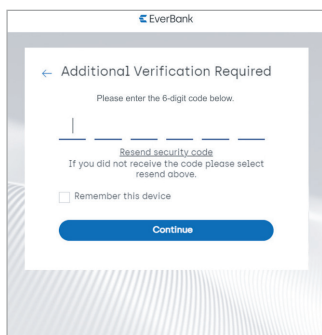 EverBank
← Additional Verification Required
Please enter the 6-digit code below.
Resend security code
If you did not receive the code please select
resend above.
Remember this device
Continue